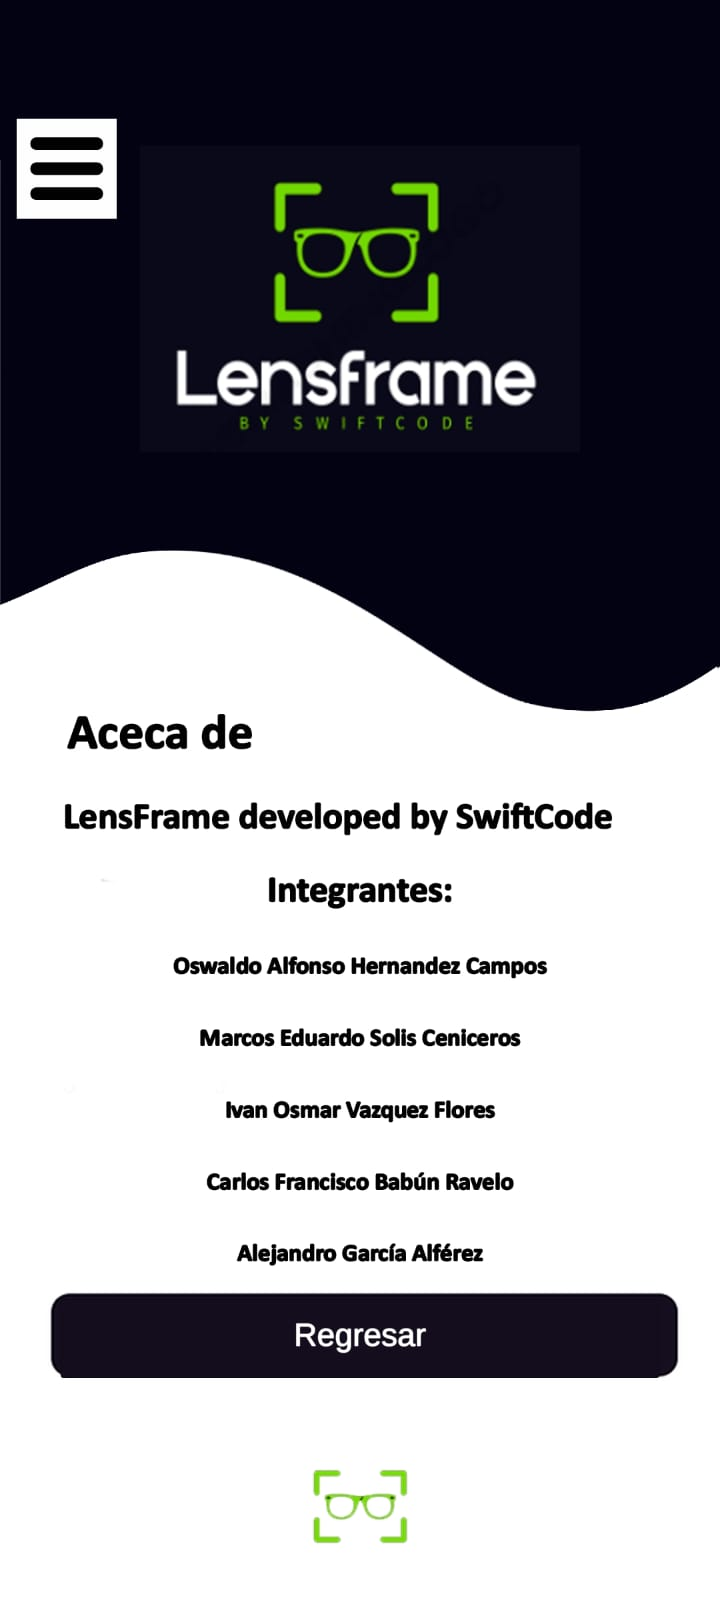 Lensframe
BY SWIFTCODE
Aceca de
LensFrame developed by SwiftCode
Integrantes:
Oswaldo Alfonso Hernandez Campos
Marcos Eduardo Solis Ceniceros
Ivan Osmar Vazquez Flores
Carlos Francisco Babún Ravelo
Alejandro García Alférez
Regresar